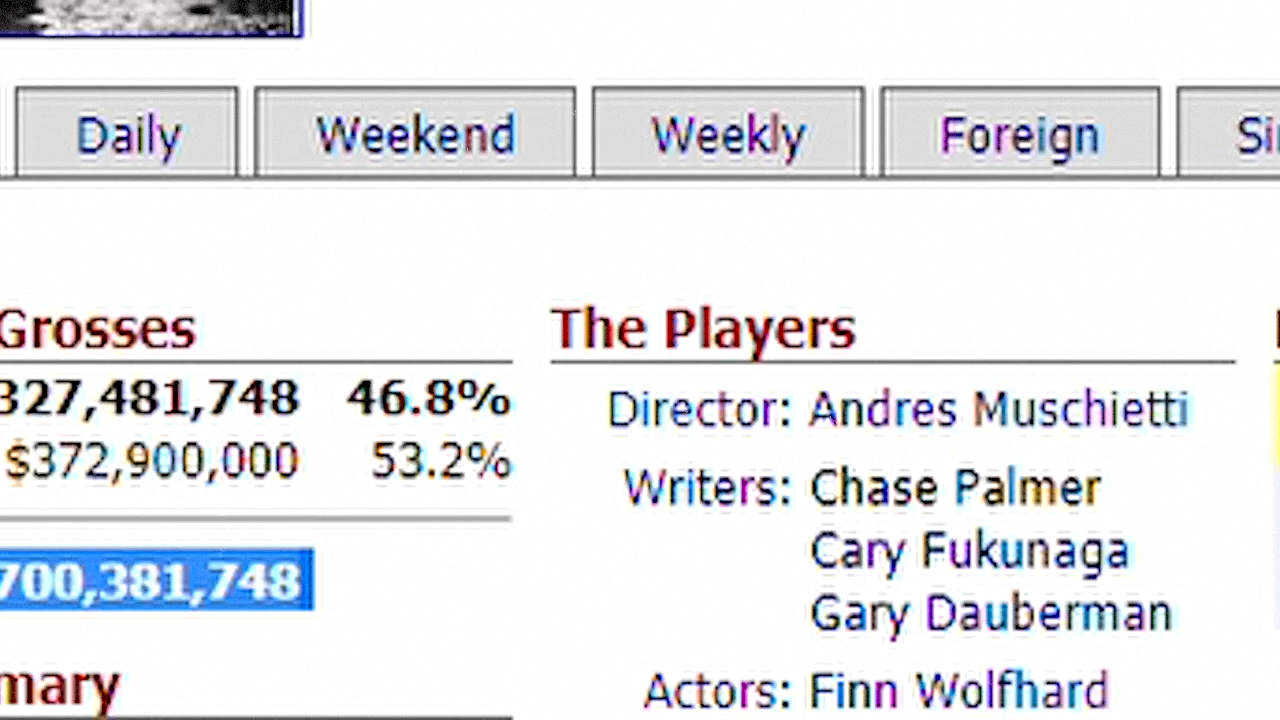 Daily Weekend Weekly Foreign
Grosses
327,481,748 46.8%
$372,900,000 53.2%
700,381,748
The Players
Director: Andres Muschietti
Writers: Chase Palmer
Cary Fukunaga
Gary Dauberman
Actors: Finn Wolfhard